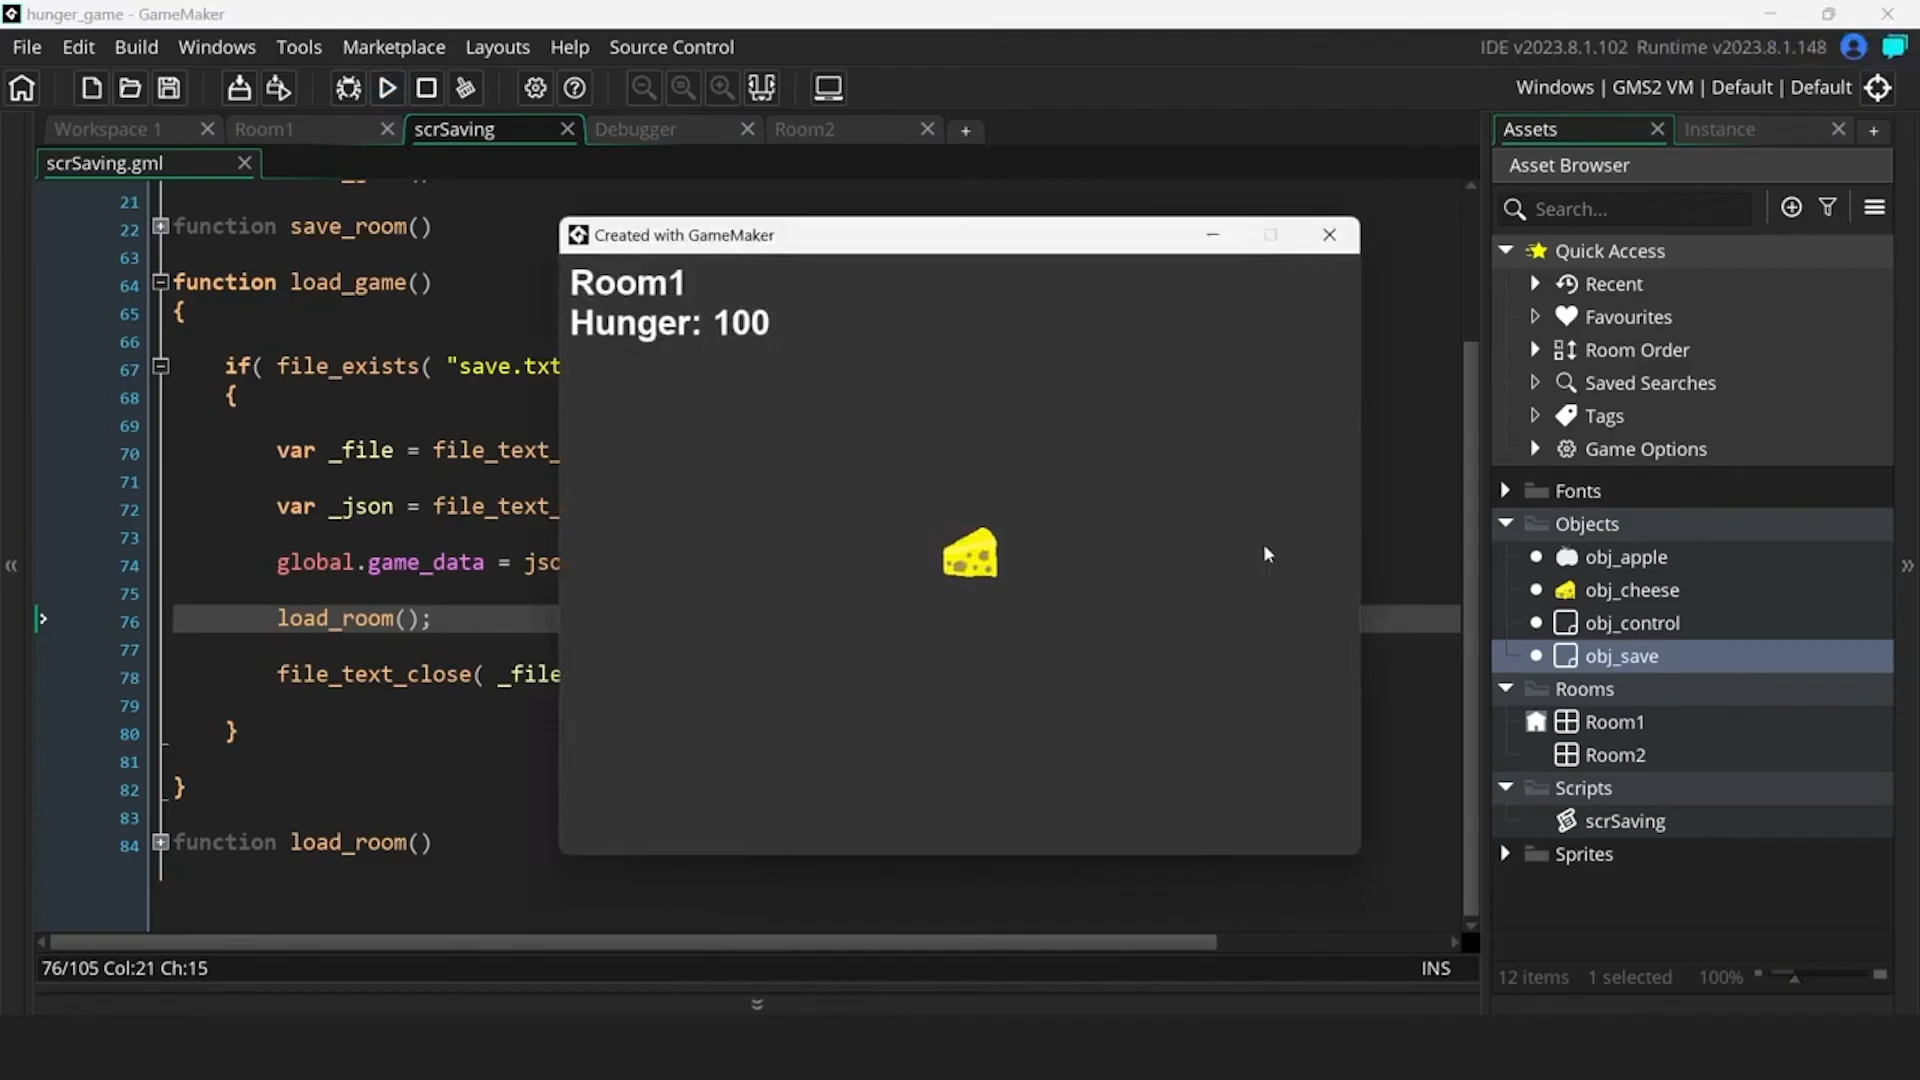 hunger_game - GameMaker
File Edit Build Windows Tools Marketplace Layouts Help Source Control
IDE v2023.8.1.102 Runtime v2023.8.1.148
Windows | GMS2 VM | Default | Default
Workspace 1 Room1 scrSaving Debugger Room2 +
scrSaving.gml
21
22 function save_room()
63
64 function load_game()
65 {
66
67 if( file_exists( "save.txt
68 {
69
70 var _file = file_text_
71
72 var _json = file_text_
73
74 global.game_data = jsc
75
76 load_room();
77
78 file_text_close( _file
79
80 }
81
82 }
83
84 function load_room()
76/105 Col:21 Ch:15
INS
Created with GameMaker
Room1
Hunger: 100
Assets Instance +
Asset Browser
Search...
Quick Access
Recent
Favourites
Room Order
Saved Searches
Tags
Game Options
Fonts
Objects
obj_apple
obj_cheese
obj_control
obj_save
Rooms
Room1
Room2
Scripts
scrSaving
Sprites
12 items 1 selected 100%